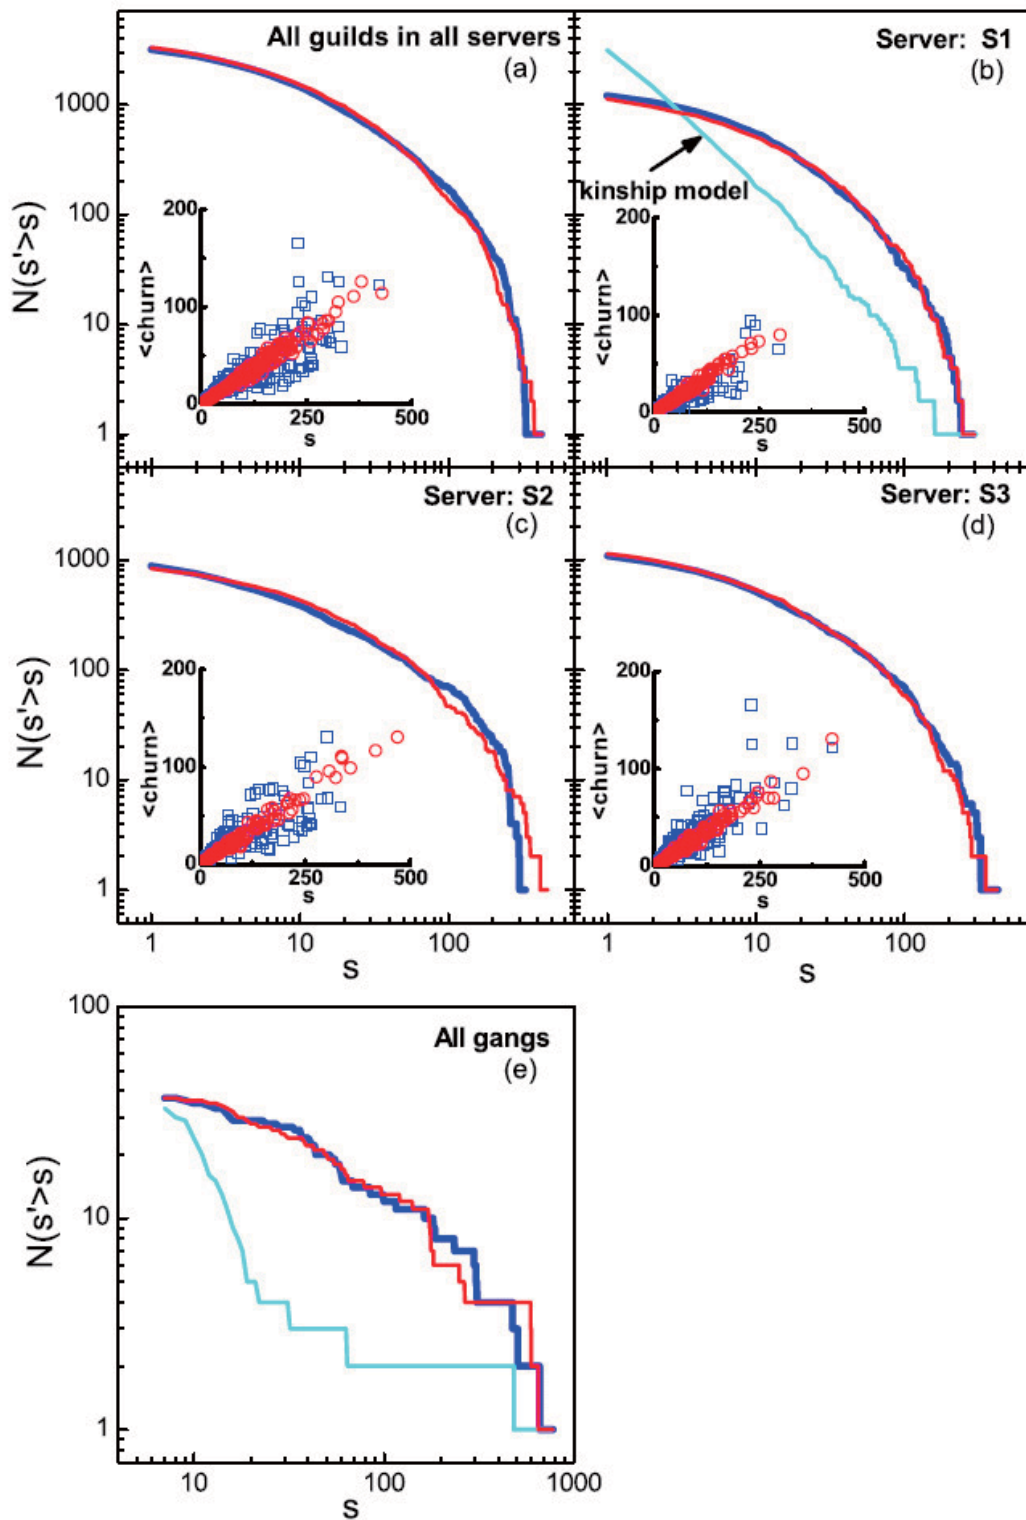 All guilds in all servers
(a)
1000
100
10
1
N(s'>s)
200
100
0
<churn>
0 250 500
s
Server: S1
(b)
kinship model
200
100
0
<churn>
0 250 500
s
Server: S2
(c)
1000
100
10
1
N(s'>s)
200
100
0
<churn>
0 250 500
s
1 10 100
s
Server: S3
(d)
200
100
0
<churn>
0 250 500
s
1 10 100
s
All gangs
(e)
100
10
1
N(s'>s)
10 100 1000
s